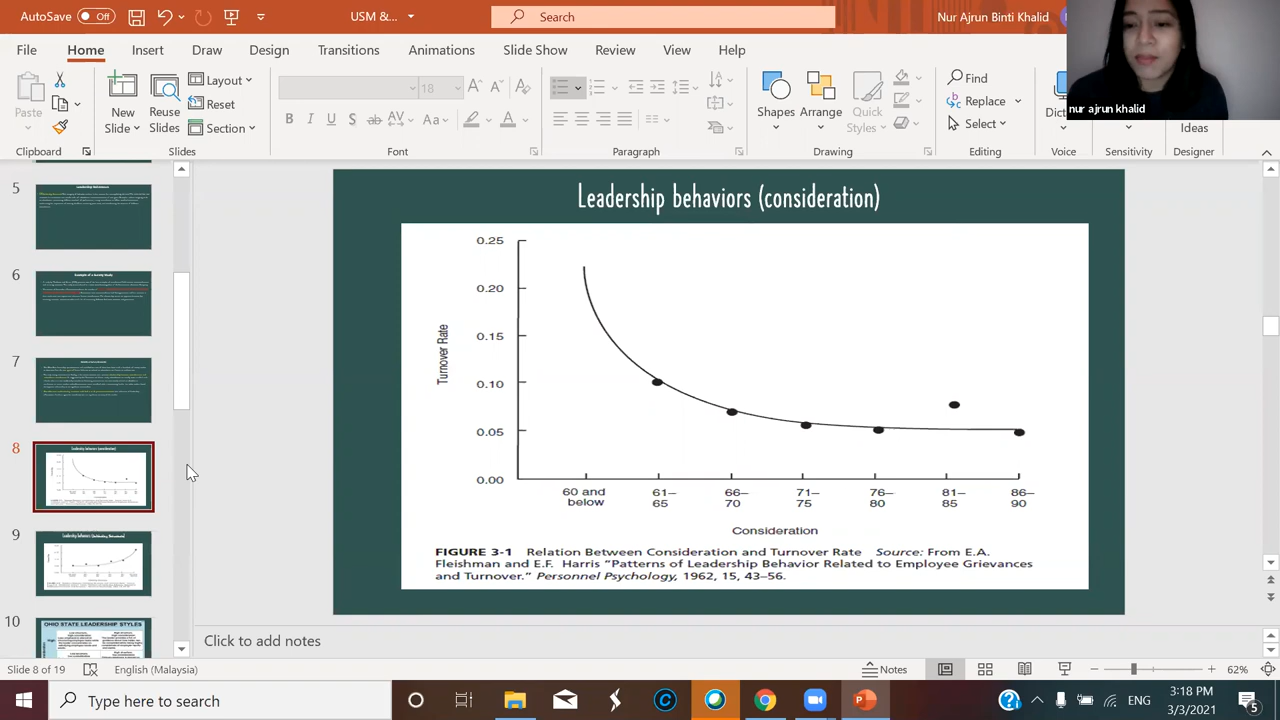 AutoSave Off USM &... Search Nur Ajrun Binti Khalid
File Home Insert Draw Design Transitions Animations Slide Show Review View Help
nur ajrun khalid
Paste New Slide Reuse Slides Layout Reset Section
Shapes Arrange Quick Styles Find Replace Select Ideas
Clipboard Slides Font Paragraph Drawing Editing Voice Sensitivity Designer
5
6
7
8
9
10
OHIO STATE LEADERSHIP STYLES
Leadership behaviors (consideration)
0.25
0.20
0.15
0.10
0.05
0.00
Turnover Rate
60 and below 61–65 66–70 71–75 76–80 81–85 86–90
Consideration
FIGURE 3-1 Relation Between Consideration and Turnover Rate Source: From E.A.
Fleishman and E.F. Harris “Patterns of Leadership Behavior Related to Employee Grievances
and Turnover.” Personnel Psychology, 1962, 15, 43–56.
Click to add notes
Slide 8 of 19 English (Malaysia) Notes 62%
Type here to search ENG 3:18 PM
3/3/2021 5